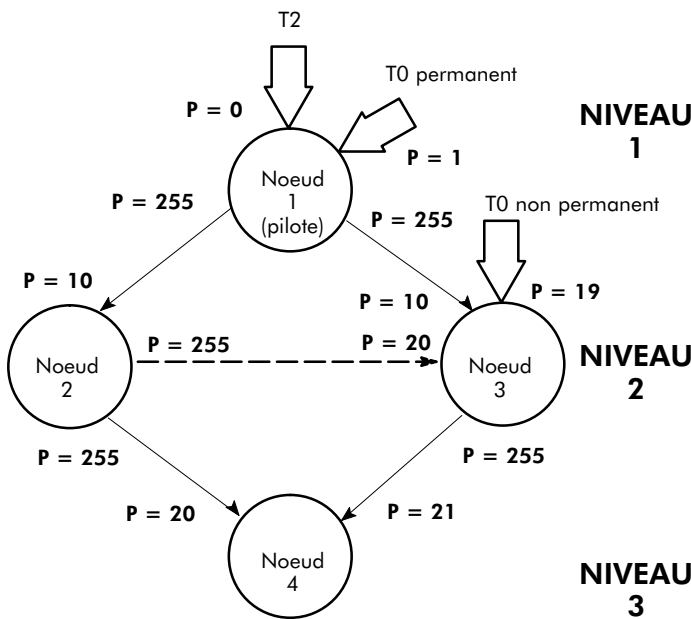 T2
T0 permanent
P = 0
P = 1
NIVEAU
1
Noeud
1
(pilote)
P = 255
P = 255
T0 non permanent
P = 10
P = 10
P = 19
Noeud
2
P = 255
P = 20
Noeud
3
NIVEAU
2
P = 255
P = 255
P = 20
P = 21
Noeud
4
NIVEAU
3